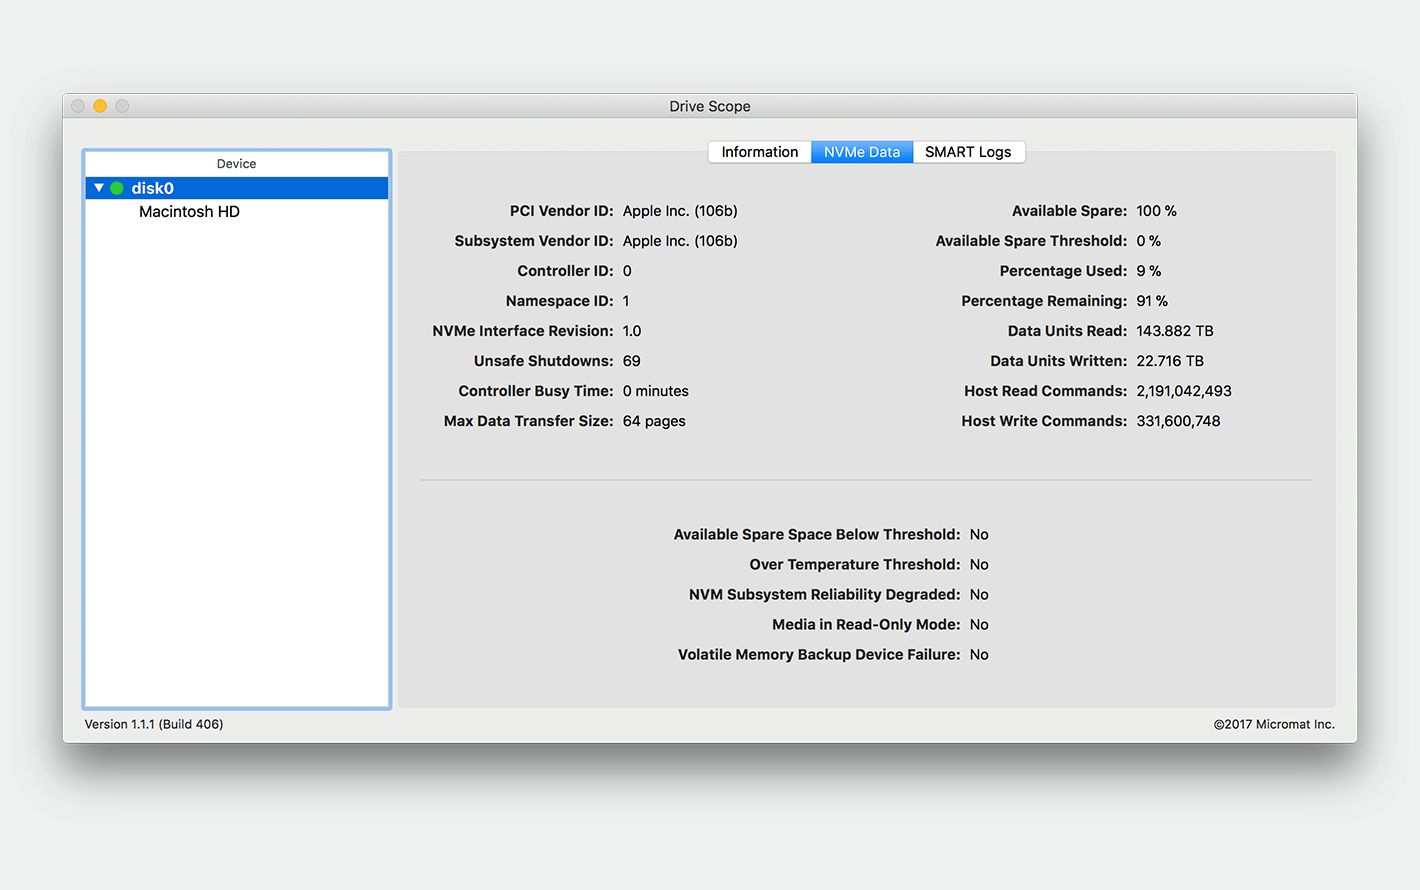 Drive Scope
Information NVMe Data SMART Logs
Device
disk0
Macintosh HD
PCI Vendor ID: Apple Inc. (106b)
Subsystem Vendor ID: Apple Inc. (106b)
Controller ID: 0
Namespace ID: 1
NVMe Interface Revision: 1.0
Unsafe Shutdowns: 69
Controller Busy Time: 0 minutes
Max Data Transfer Size: 64 pages
Available Spare: 100 %
Available Spare Threshold: 0 %
Percentage Used: 9 %
Percentage Remaining: 91 %
Data Units Read: 143.882 TB
Data Units Written: 22.716 TB
Host Read Commands: 2,191,042,493
Host Write Commands: 331,600,748
Available Spare Space Below Threshold: No
Over Temperature Threshold: No
NVM Subsystem Reliability Degraded: No
Media in Read-Only Mode: No
Volatile Memory Backup Device Failure: No
Version 1.1.1 (Build 406)
©2017 Micromat Inc.